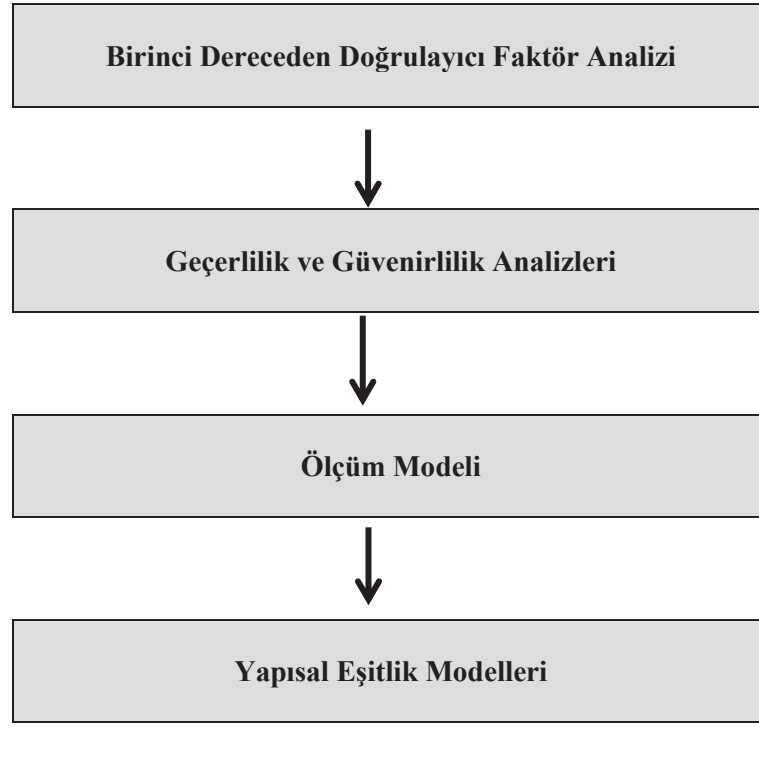 Birinci Dereceden Doğrulayıcı Faktör Analizi
Geçerlilik ve Güvenirlilik Analizleri
Ölçüm Modeli
Yapısal Eşitlik Modelleri